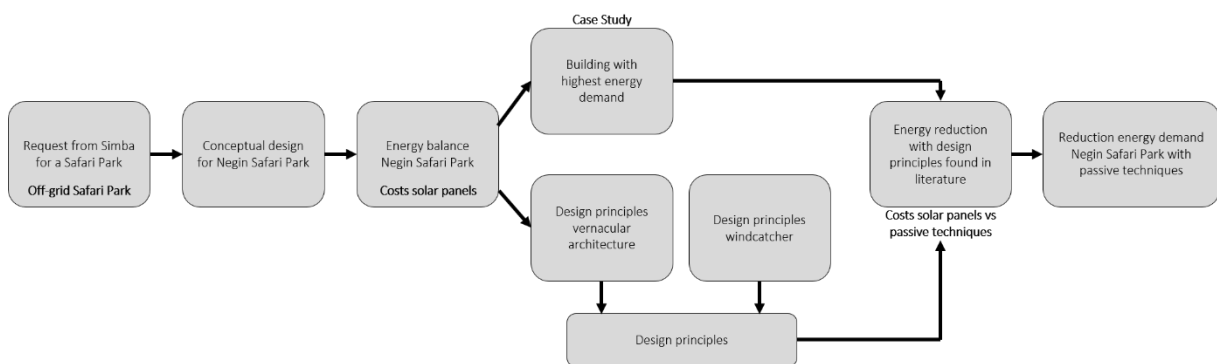 Case Study
Building with
highest energy
demand
Request from Simba
for a Safari Park
Off-grid Safari Park
Conceptual design
for Negin Safari Park
Energy balance
Negin Safari Park
Costs solar panels
Energy reduction
with design
principles found in
literature
Costs solar panels vs
passive techniques
Reduction energy demand
Negin Safari Park with
passive techniques
Design principles
vernacular
architecture
Design principles
windcatcher
Design principles